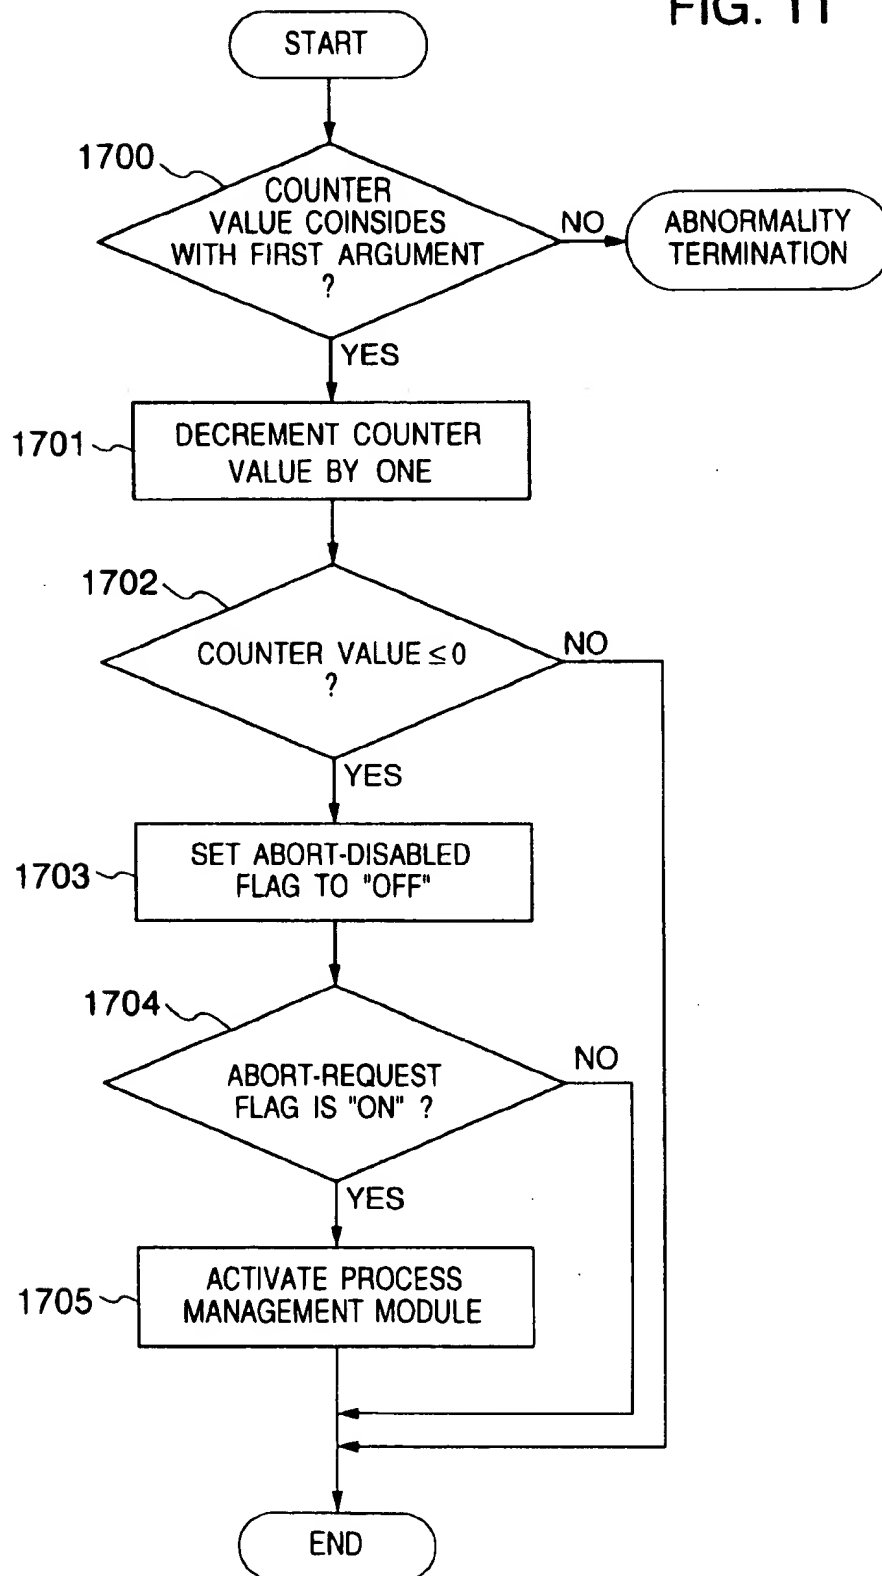 FIG. 11
START
1700
COUNTER
VALUE COINSIDES
WITH FIRST ARGUMENT
?
NO
ABNORMALITY
TERMINATION
YES
1701
DECREMENT COUNTER
VALUE BY ONE
1702
COUNTER VALUE ≤ 0
?
NO
YES
1703
SET ABORT-DISABLED
FLAG TO "OFF"
1704
ABORT-REQUEST
FLAG IS "ON" ?
NO
YES
1705
ACTIVATE PROCESS
MANAGEMENT MODULE
END